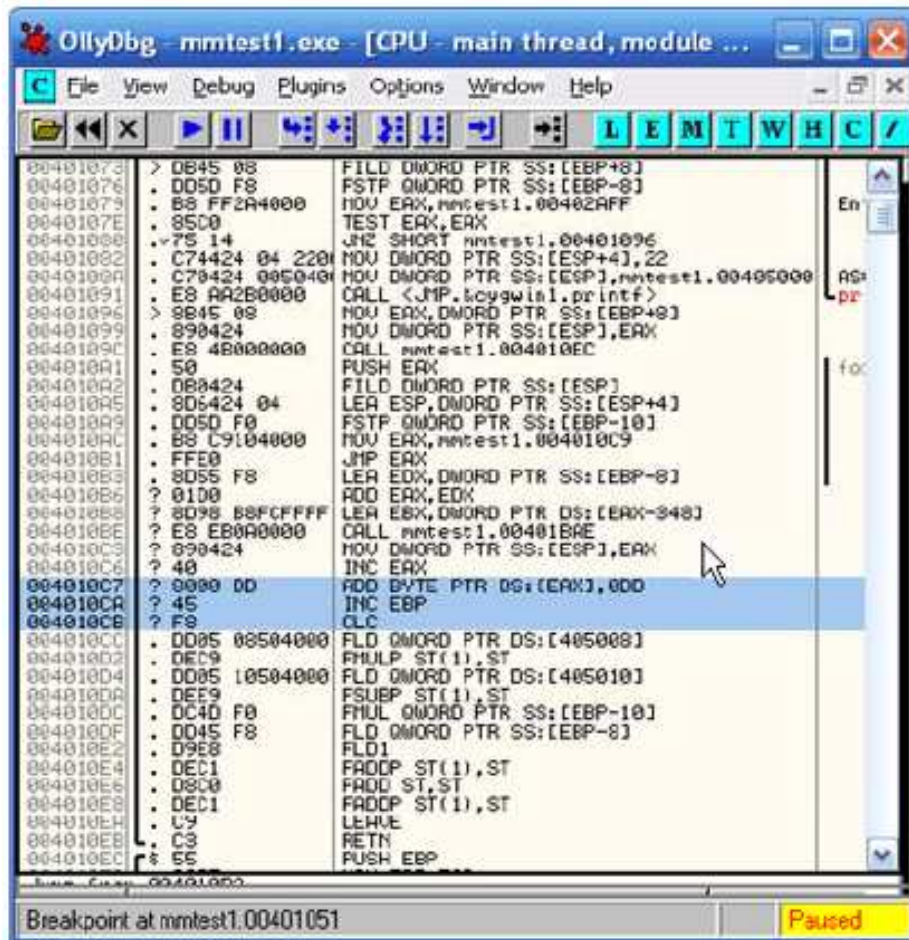 OllyDbg - mmtest1.exe - [CPU - main thread, module ...
C File View Debug Plugins Options Window Help
L E M T W H C /
00401073 > DB45 08 FILD DWORD PTR SS:[EBP+8]
00401076 . DD5D F8 FSTP QWORD PTR SS:[EBP-8]
00401079 . B8 FF2A4000 MOV EAX,mmtest1.00402AFF En
0040107E . 85C0 TEST EAX,EAX
00401080 .v75 14 JNZ SHORT mmtest1.00401096
00401082 . C74424 04 220 MOV DWORD PTR SS:[ESP+4],22
0040108A . C70424 0050400 MOV DWORD PTR SS:[ESP],mmtest1.00405000 AS
00401091 . E8 AA2B0000 CALL <JMP.&cygwin1.printf> pr
00401096 > 8B45 08 MOV EAX,DWORD PTR SS:[EBP+8]
00401099 . 890424 MOV DWORD PTR SS:[ESP],EAX
0040109C . E8 4B000000 CALL mmtest1.004010EC
004010A1 . 50 PUSH EAX fo
004010A2 . DB0424 FILD DWORD PTR SS:[ESP]
004010A5 . 8D6424 04 LEA ESP,DWORD PTR SS:[ESP+4]
004010A9 . DD5D F0 FSTP QWORD PTR SS:[EBP-10]
004010AC . B8 C9104000 MOV EAX,mmtest1.004010C9
004010B1 . FFE0 JMP EAX
004010B3 . 8D55 F8 LEA EDX,DWORD PTR SS:[EBP-8]
004010B6 ? 01D0 ADD EAX,EDX
004010B8 ? 8D98 B8FCFFFF LEA EBX,DWORD PTR DS:[EAX-348]
004010BE ? E8 EB0A0000 CALL mmtest1.00401BAE
004010C3 ? 890424 MOV DWORD PTR SS:[ESP],EAX
004010C6 ? 40 INC EAX
004010C7 ? 8000 DD ADD BYTE PTR DS:[EAX],0DD
004010CA ? 45 INC EBP
004010CB ? F8 CLC
004010CC . DD05 08504000 FLD QWORD PTR DS:[405008]
004010D2 . DEC9 FMULP ST(1),ST
004010D4 . DD05 10504000 FLD QWORD PTR DS:[405010]
004010DA . DEE9 FSUBP ST(1),ST
004010DC . DC4D F0 FMUL QWORD PTR SS:[EBP-10]
004010DF . DD45 F8 FLD QWORD PTR SS:[EBP-8]
004010E2 . D9E8 FLD1
004010E4 . DEC1 FADDP ST(1),ST
004010E6 . D8C0 FADD ST,ST
004010E8 . DEC1 FADDP ST(1),ST
004010EA . C9 LEAVE
004010EB . C3 RETN
004010EC $ 55 PUSH EBP
Breakpoint at mmtest1.00401051 Paused